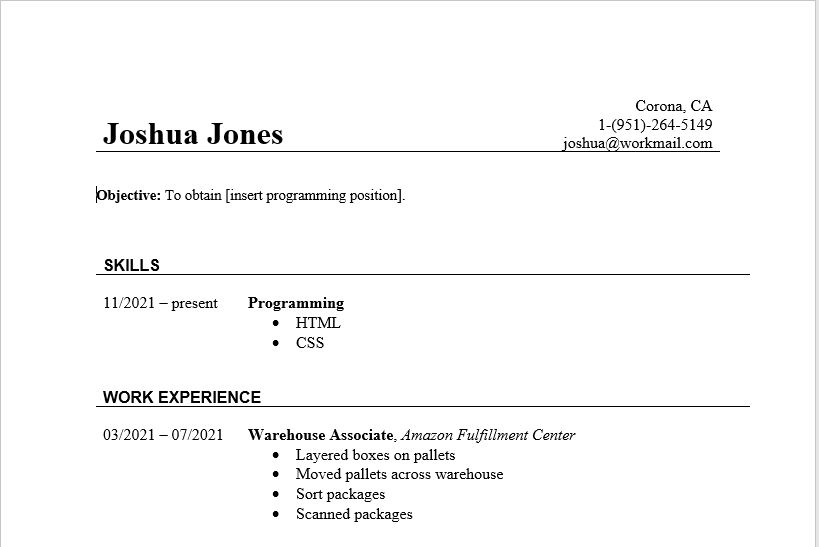 Joshua Jones
Corona, CA
1-(951)-264-5149
joshua@workmail.com
Objective: To obtain [insert programming position].
SKILLS
11/2021 – present Programming
• HTML
• CSS
WORK EXPERIENCE
03/2021 – 07/2021 Warehouse Associate, Amazon Fulfillment Center
• Layered boxes on pallets
• Moved pallets across warehouse
• Sort packages
• Scanned packages